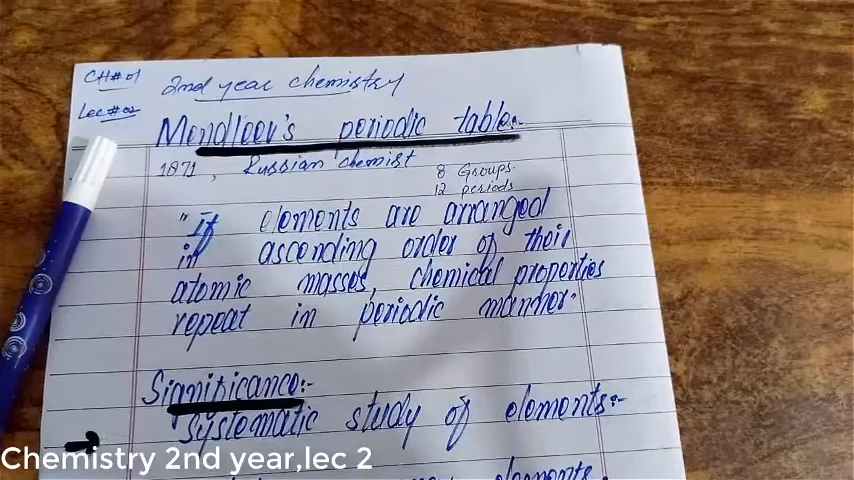 CH#01
2nd year chemistry
Lec#02
Mendleev's periodic table:-
1871, Russian chemist
8 Groups.
12 periods
"If elements are arranged
in ascending order of their
atomic masses, chemical properties
repeat in periodic manner"
Significance:-
Systematic study of elements:-
elements.
Chemistry 2nd year,lec 2